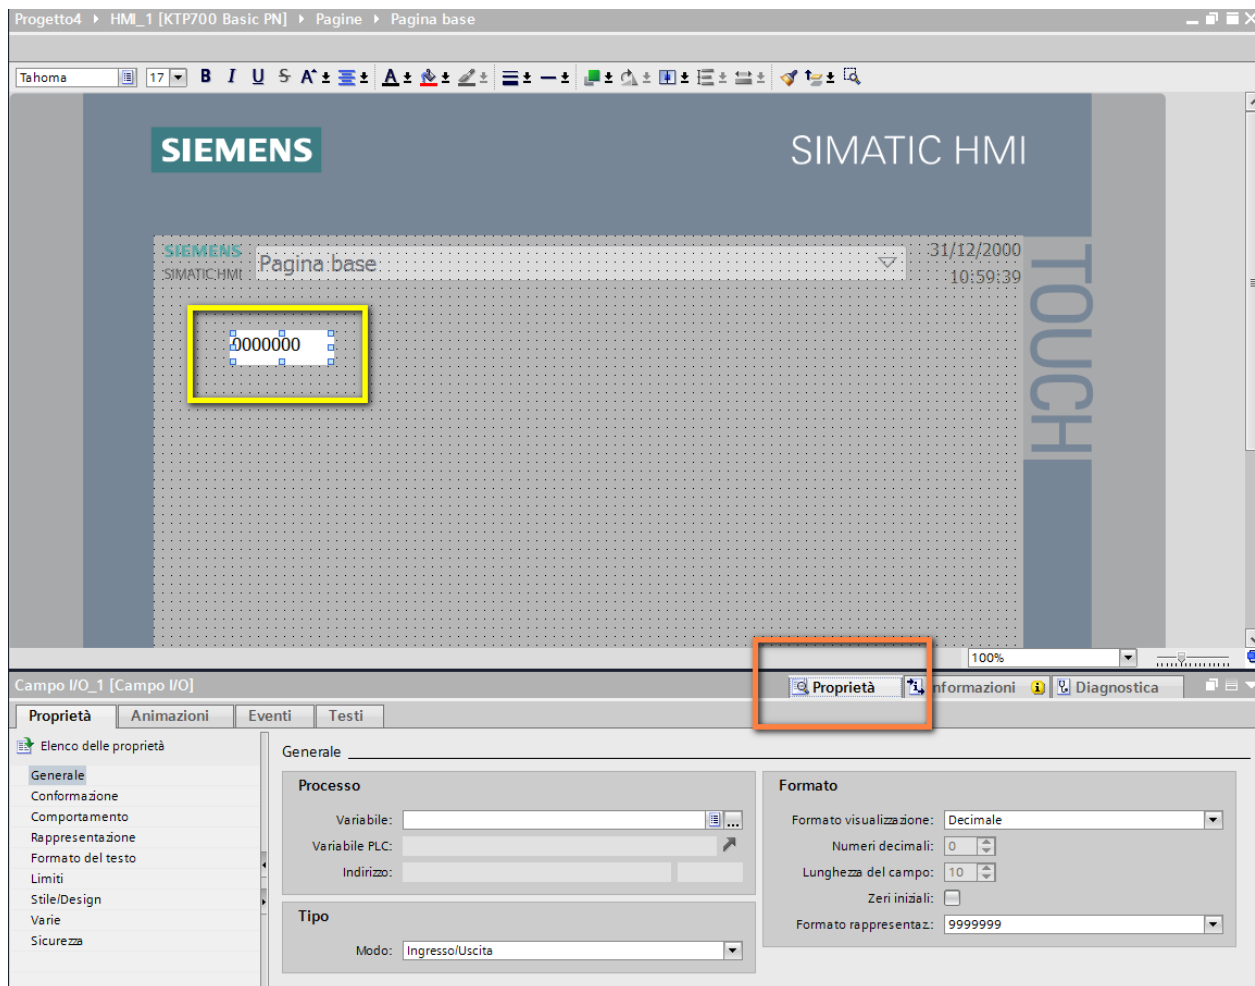 Progetto4 ▸ HMI_1 [KTP700 Basic PN] ▸ Pagine ▸ Pagina base
Tahoma 17 B I U S A A
SIEMENS
SIMATIC HMI
SIEMENS
SIMATIC HMI
Pagina base
31/12/2000
10:59:39
TOUCH
0000000
100%
Campo I/O_1 [Campo I/O]
Proprietà Informazioni Diagnostica
Proprietà Animazioni Eventi Testi
Elenco delle proprietà
Generale
Conformazione
Comportamento
Rappresentazione
Formato del testo
Limiti
Stile/Design
Varie
Sicurezza
Generale
Processo
Variabile:
Variabile PLC:
Indirizzo:
Tipo
Modo: Ingresso/Uscita
Formato
Formato visualizzazione: Decimale
Numeri decimali: 0
Lunghezza del campo: 10
Zeri iniziali:
Formato rappresentaz.: 9999999